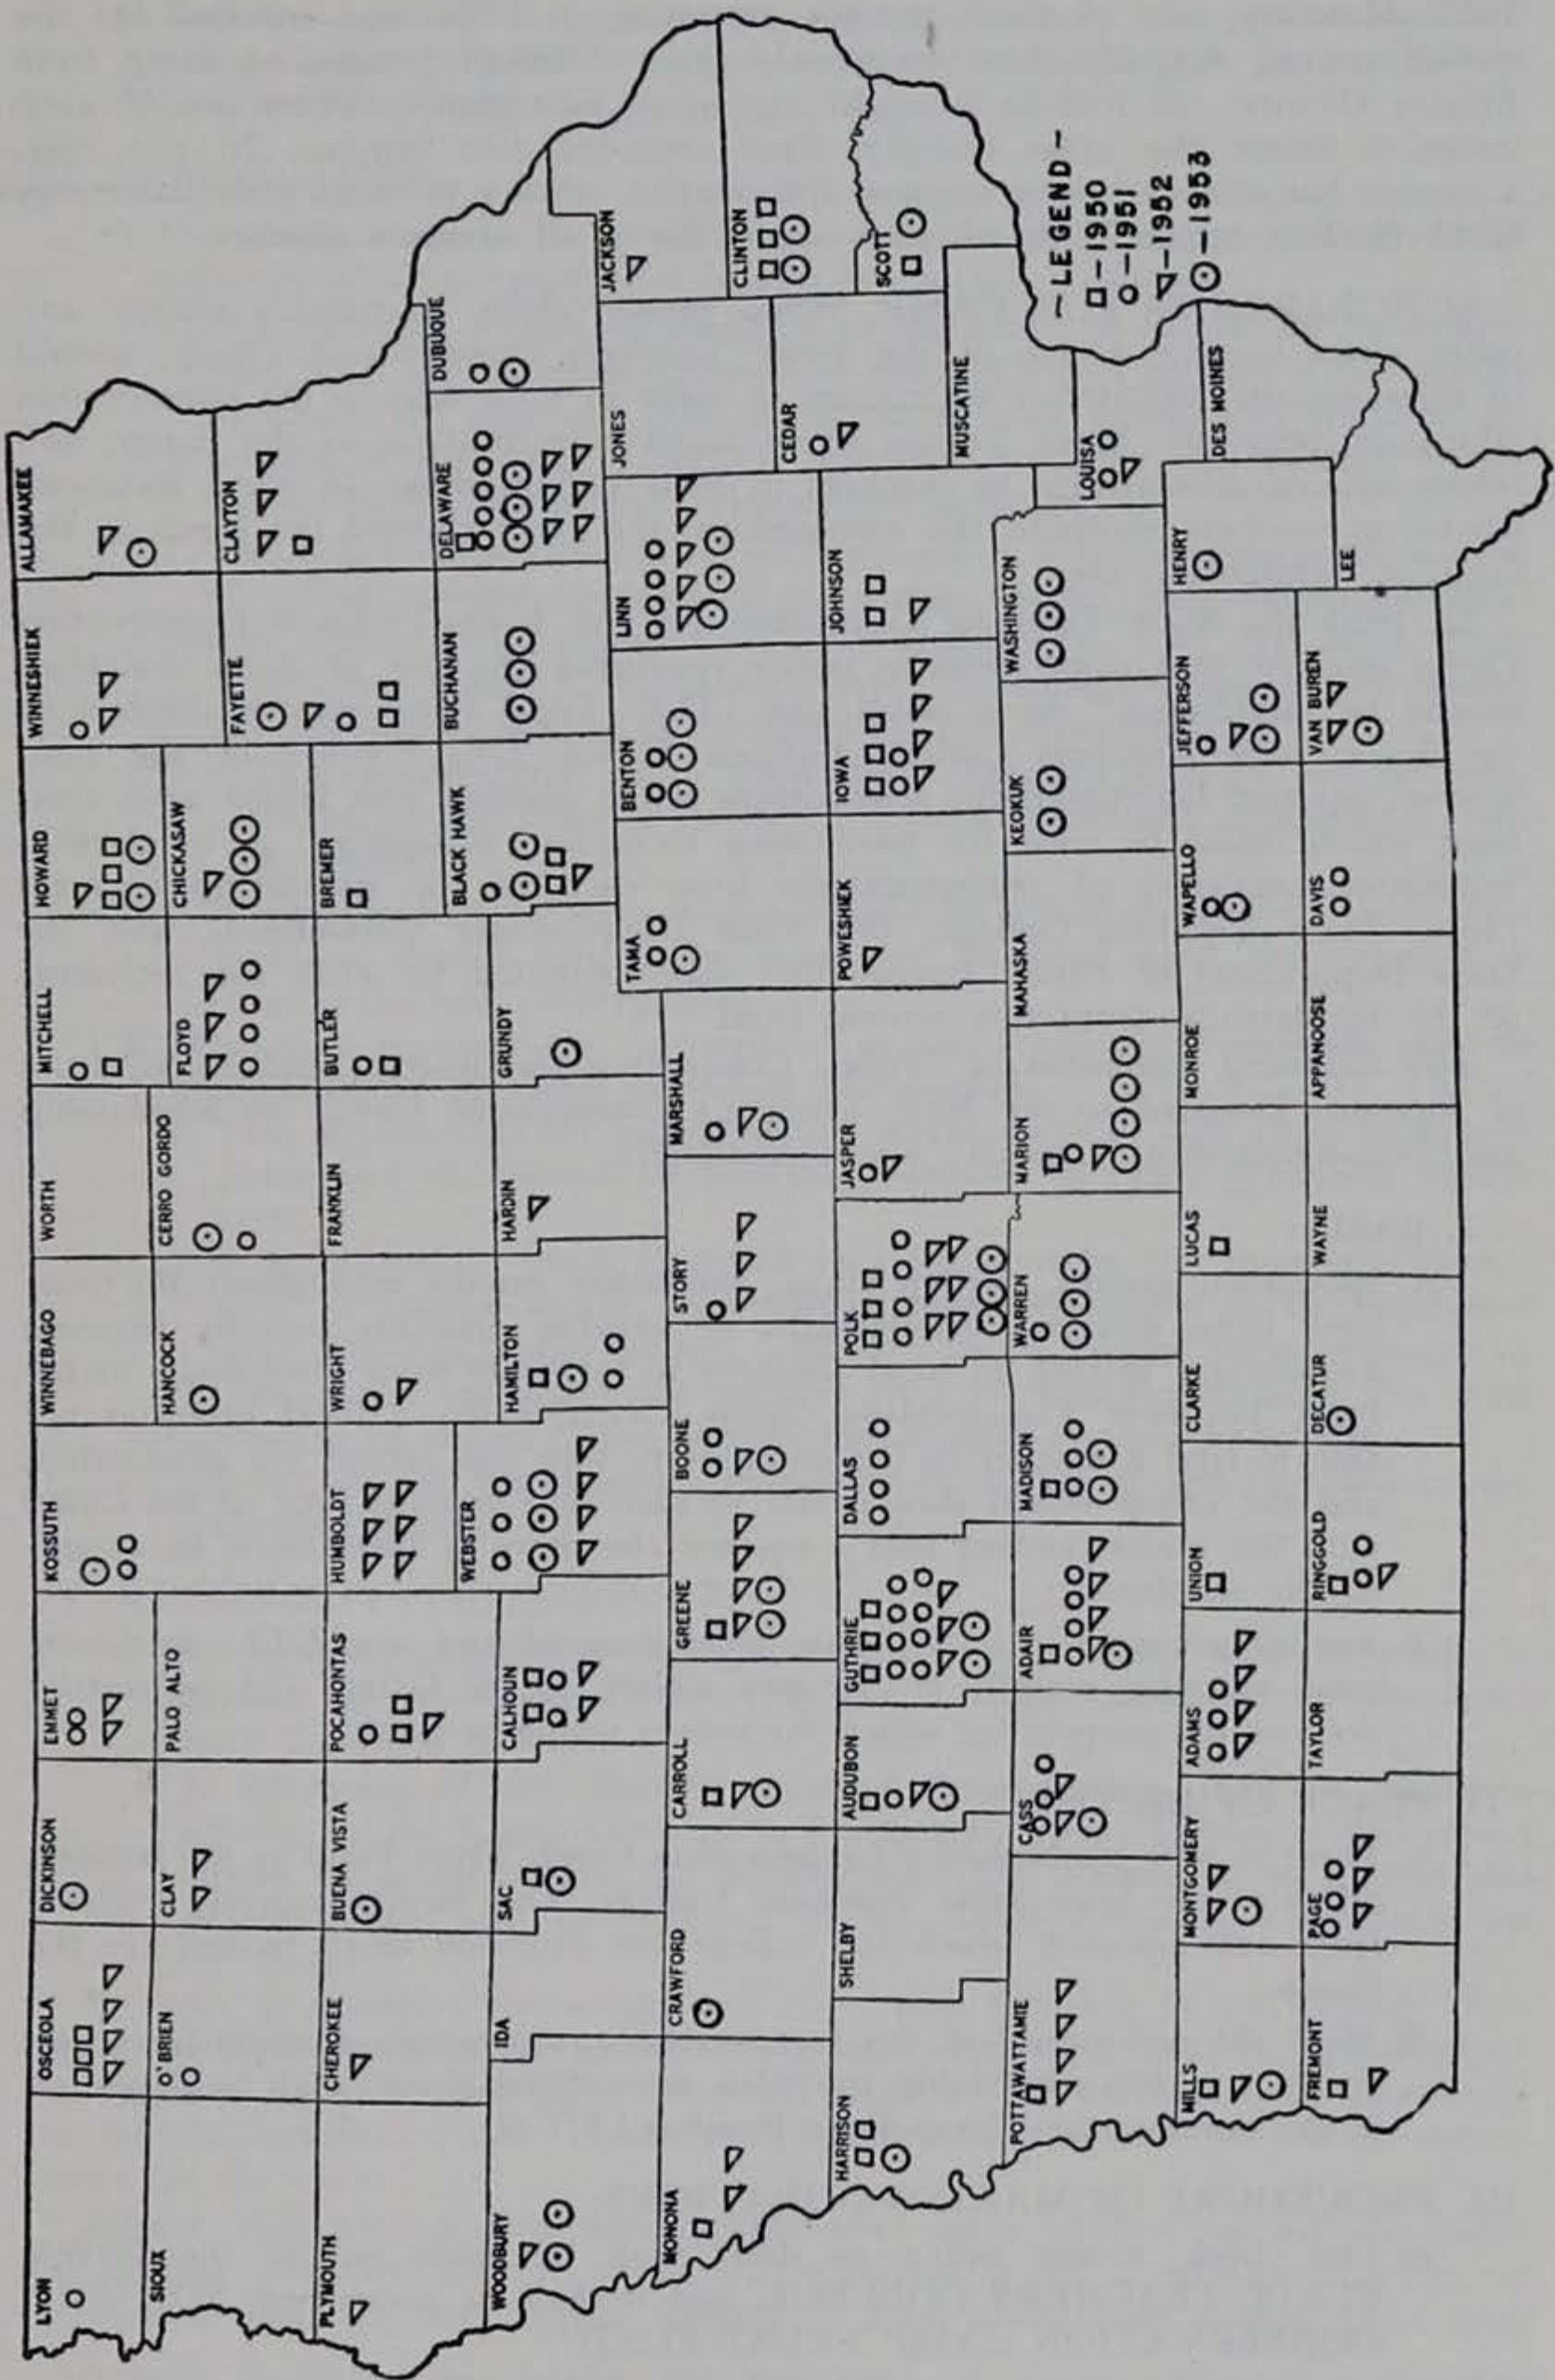 LYON
OSCEOLA
DICKINSON
EMMET
KOSSUTH
WINNEBAGO
WORTH
MITCHELL
HOWARD
WINNESHIEK
ALLAMAKEE
SIOUX
O'BRIEN
CLAY
PALO ALTO
HANCOCK
CERRO GORDO
FLOYD
CHICKASAW
FAYETTE
CLAYTON
PLYMOUTH
CHEROKEE
BUENA VISTA
POCAHONTAS
HUMBOLDT
WRIGHT
FRANKLIN
BUTLER
BREMER
WOODBURY
IDA
SAC
CALHOUN
WEBSTER
HAMILTON
HARDIN
GRUNDY
BLACK HAWK
BUCHANAN
DELAWARE
DUBUQUE
MONONA
CRAWFORD
CARROLL
GREENE
BOONE
STORY
MARSHALL
TAMA
BENTON
LINN
JONES
JACKSON
CLINTON
HARRISON
SHELBY
AUDUBON
GUTHRIE
DALLAS
POLK
JASPER
POWESHIEK
IOWA
JOHNSON
CEDAR
SCOTT
MUSCATINE
POTTAWATTAMIE
CASS
ADAIR
MADISON
WARREN
MARION
MAHASKA
KEOKUK
WASHINGTON
LOUISA
MILLS
MONTGOMERY
ADAMS
UNION
CLARKE
LUCAS
MONROE
WAPELLO
JEFFERSON
HENRY
DES MOINES
FREMONT
PAGE
TAYLOR
RINGGOLD
DECATUR
WAYNE
APPANOOSE
DAVIS
VAN BUREN
LEE
~LEGEND~
□-1950
○-1951
▽-1952
⊙-1953